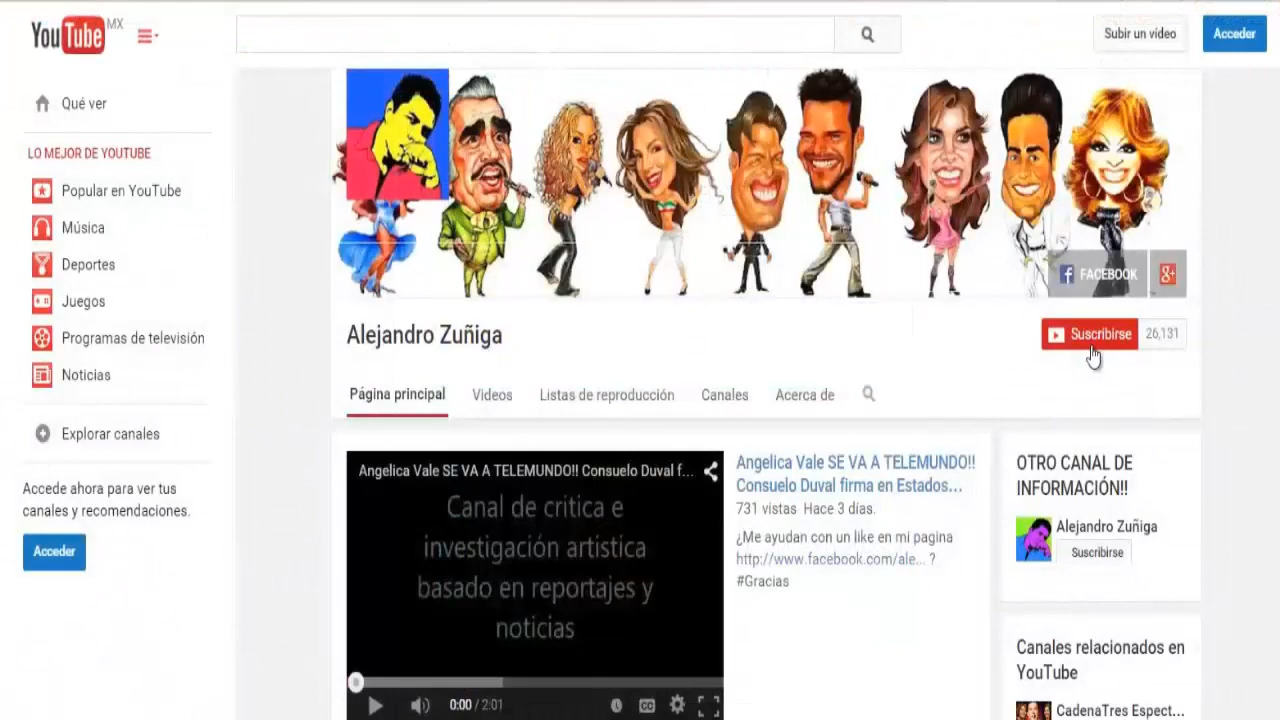 YouTube MX
Subir un vídeo
Acceder
Qué ver
LO MEJOR DE YOUTUBE
Popular en YouTube
Música
Deportes
Juegos
Programas de televisión
Noticias
Explorar canales
Accede ahora para ver tus
canales y recomendaciones.
Acceder
FACEBOOK
g+
Alejandro Zuñiga
Suscribirse
26,131
Página principal
Videos
Listas de reproducción
Canales
Acerca de
Angelica Vale SE VA A TELEMUNDO!! Consuelo Duval f...
Canal de critica e
investigación artistica
basado en reportajes y
noticias
0:00 / 2:01
CC
Angelica Vale SE VA A TELEMUNDO!!
Consuelo Duval firma en Estados...
731 vistas Hace 3 días.
¿Me ayudan con un like en mi pagina
http://www.facebook.com/ale... ?
#Gracias
OTRO CANAL DE
INFORMACIÓN!!
Alejandro Zuñiga
Suscribirse
Canales relacionados en
YouTube
CadenaTres Espect...